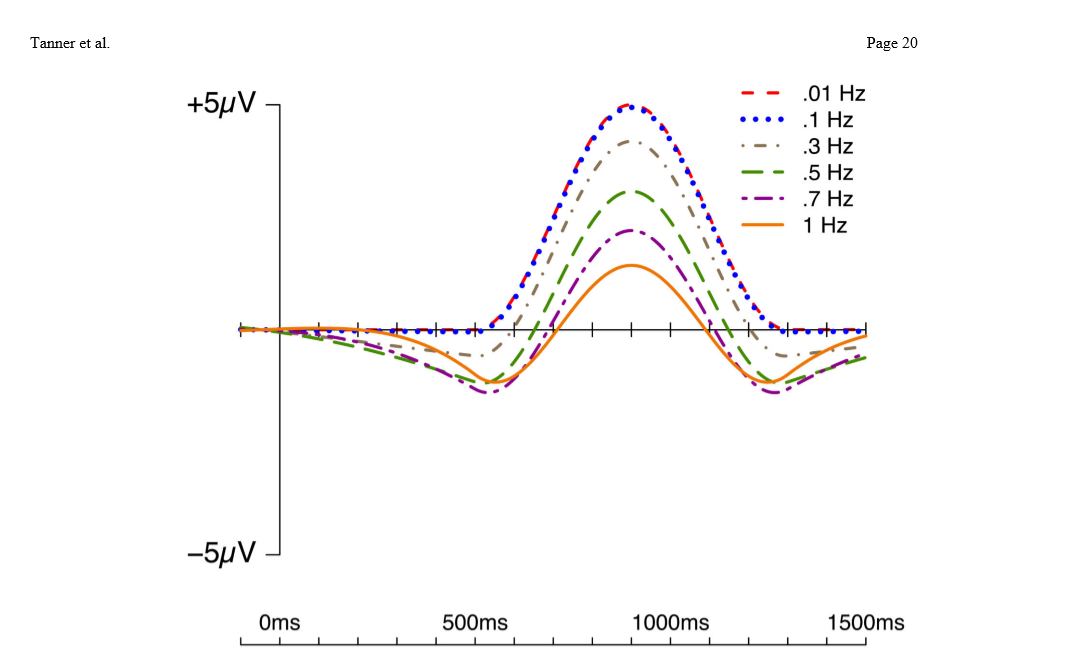 Tanner et al. Page 20
+5µV
.01 Hz
.1 Hz
.3 Hz
.5 Hz
.7 Hz
1 Hz
−5µV
0ms 500ms 1000ms 1500ms